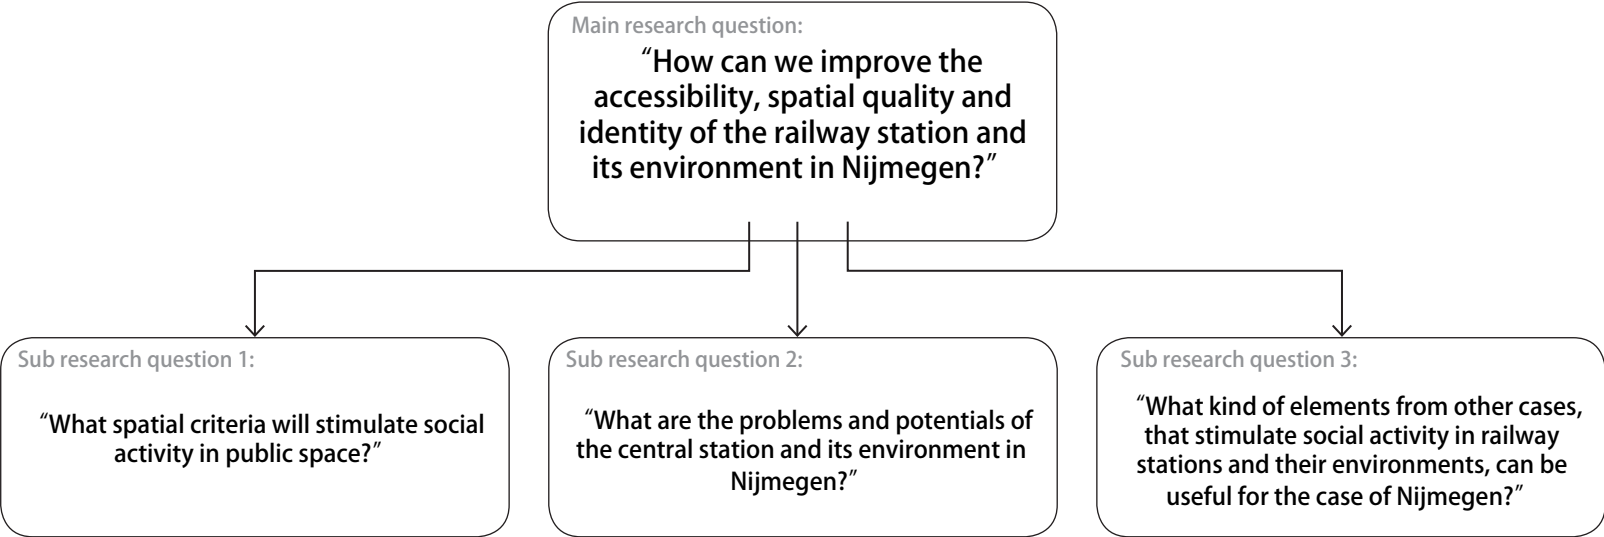 Main research question:
“How can we improve the
accessibility, spatial quality and
identity of the railway station and
its environment in Nijmegen?”
Sub research question 1:
“What spatial criteria will stimulate social
activity in public space?”
Sub research question 2:
“What are the problems and potentials of
the central station and its environment in
Nijmegen?”
Sub research question 3:
“What kind of elements from other cases,
that stimulate social activity in railway
stations and their environments, can be
useful for the case of Nijmegen?”